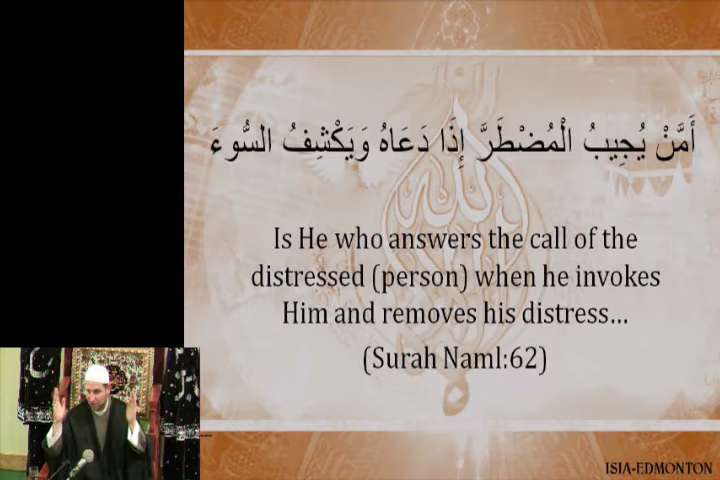 أَمَّنْ يُجِيبُ الْمُضْطَرَّ إِذَا دَعَاهُ وَيَكْشِفُ السُّوءَ
Is He who answers the call of the
distressed (person) when he invokes
Him and removes his distress...
(Surah Naml:62)
ISIA-EDMONTON